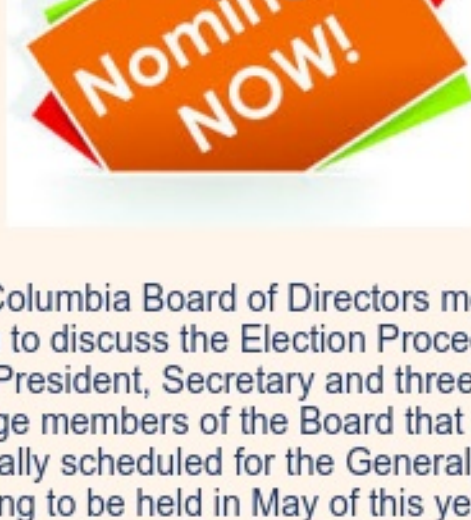 Nomin
NOW!
Columbia Board of Directors m
to discuss the Election Proce
President, Secretary and three
ge members of the Board that
ally scheduled for the General
ng to be held in May of this ye